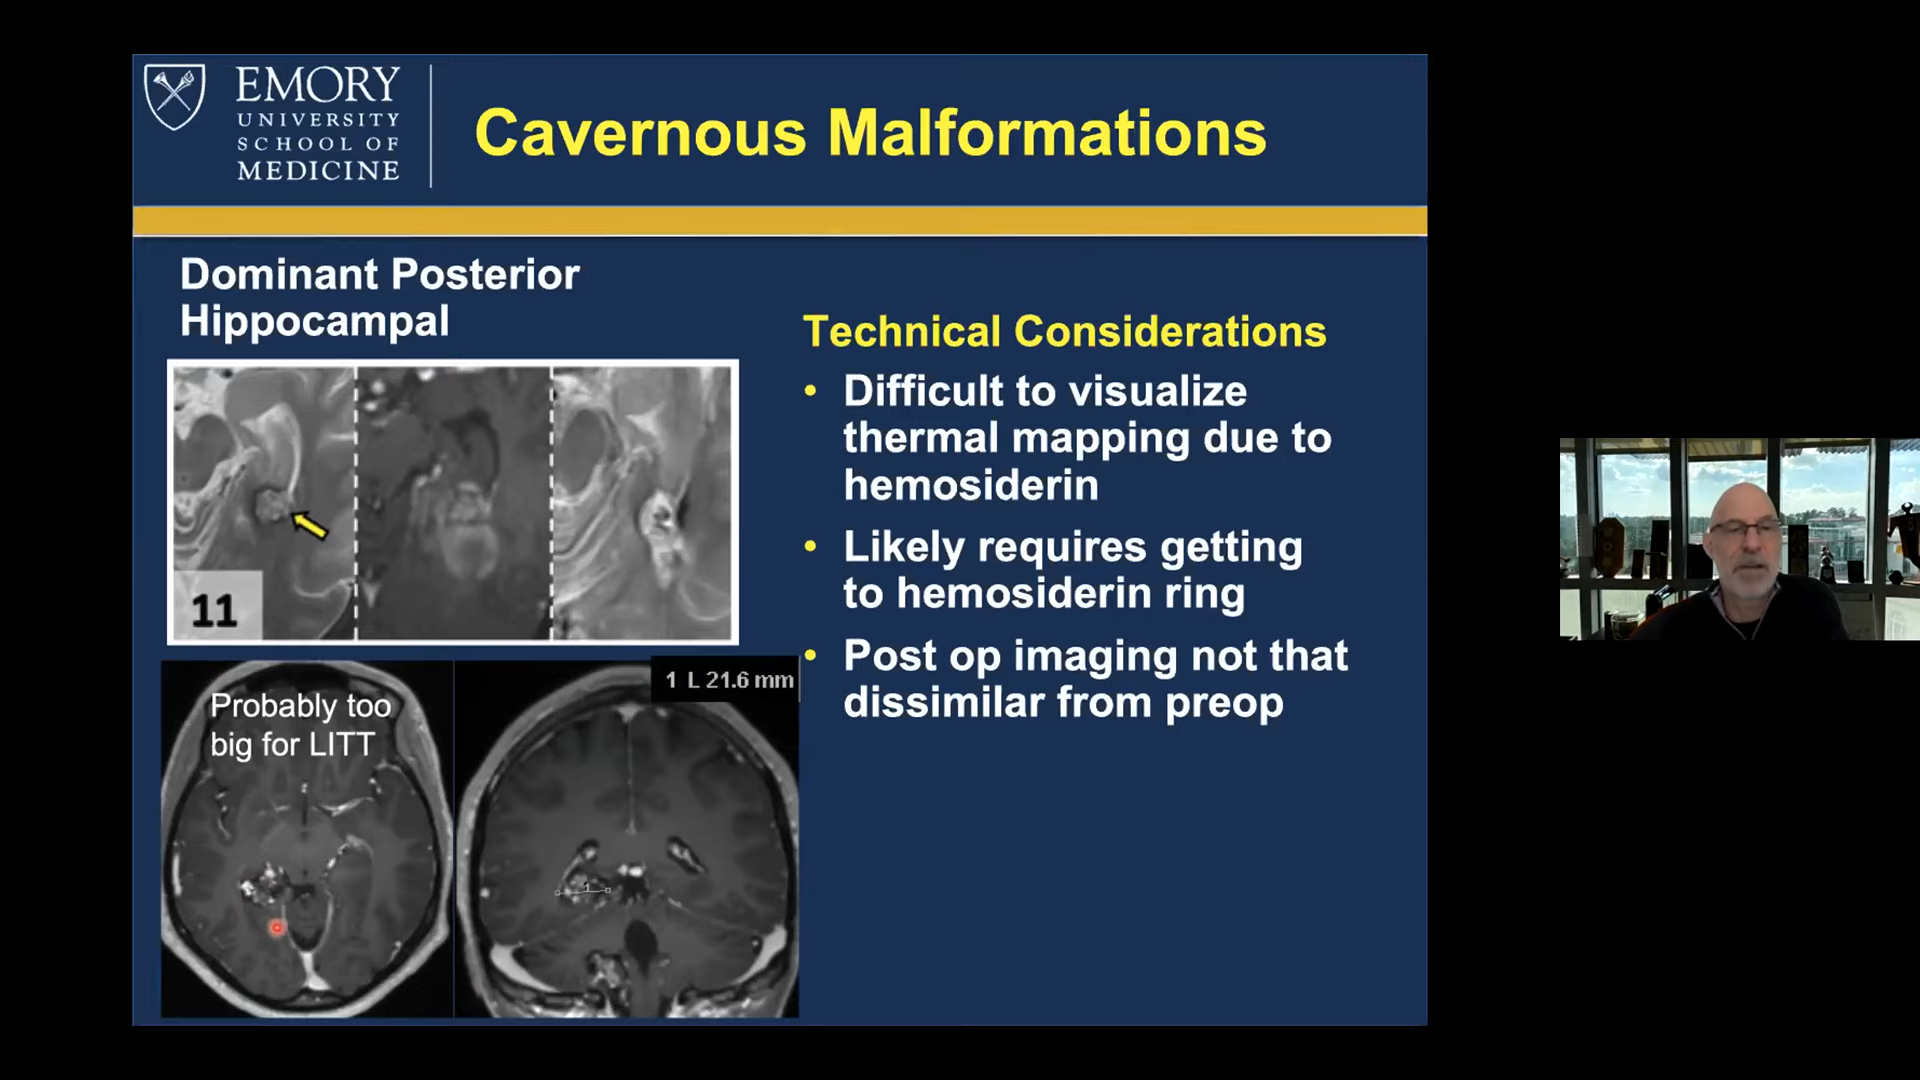 EMORY
UNIVERSITY
SCHOOL OF
MEDICINE
Cavernous Malformations
Dominant Posterior
Hippocampal
11
Probably too
big for LITT
1 L 21.6 mm
1
Technical Considerations
• Difficult to visualize
thermal mapping due to
hemosiderin
• Likely requires getting
to hemosiderin ring
• Post op imaging not that
dissimilar from preop